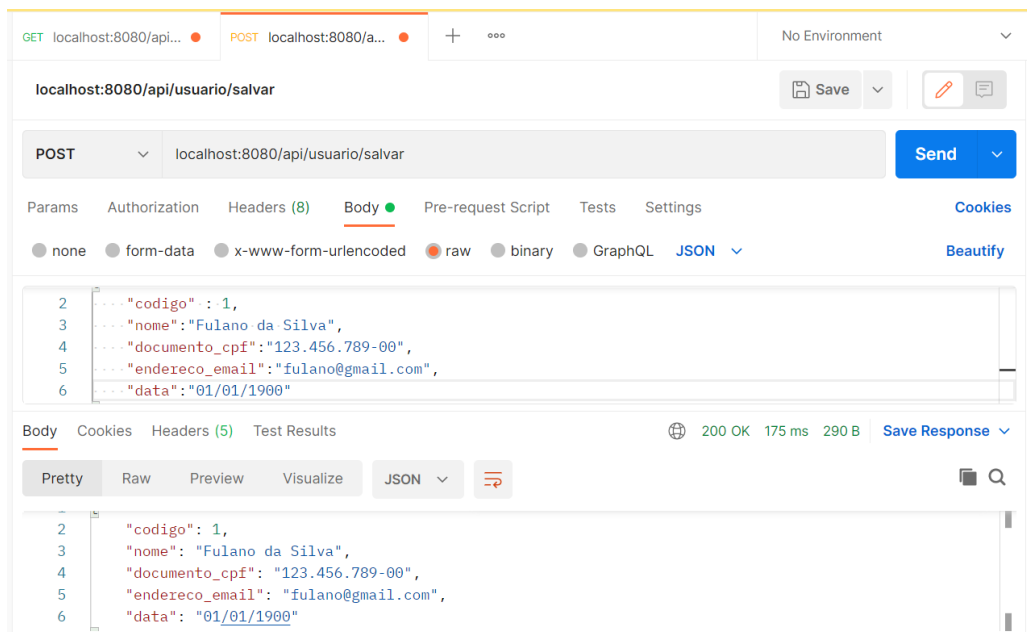 GET localhost:8080/api... POST localhost:8080/a... + ooo No Environment
localhost:8080/api/usuario/salvar Save
POST localhost:8080/api/usuario/salvar Send
Params Authorization Headers (8) Body Pre-request Script Tests Settings Cookies
none form-data x-www-form-urlencoded raw binary GraphQL JSON Beautify
2 "codigo" : 1,
3 "nome":"Fulano da Silva",
4 "documento_cpf":"123.456.789-00",
5 "endereco_email":"fulano@gmail.com",
6 "data":"01/01/1900"
Body Cookies Headers (5) Test Results 200 OK 175 ms 290 B Save Response
Pretty Raw Preview Visualize JSON
2 "codigo": 1,
3 "nome": "Fulano da Silva",
4 "documento_cpf": "123.456.789-00",
5 "endereco_email": "fulano@gmail.com",
6 "data": "01/01/1900"